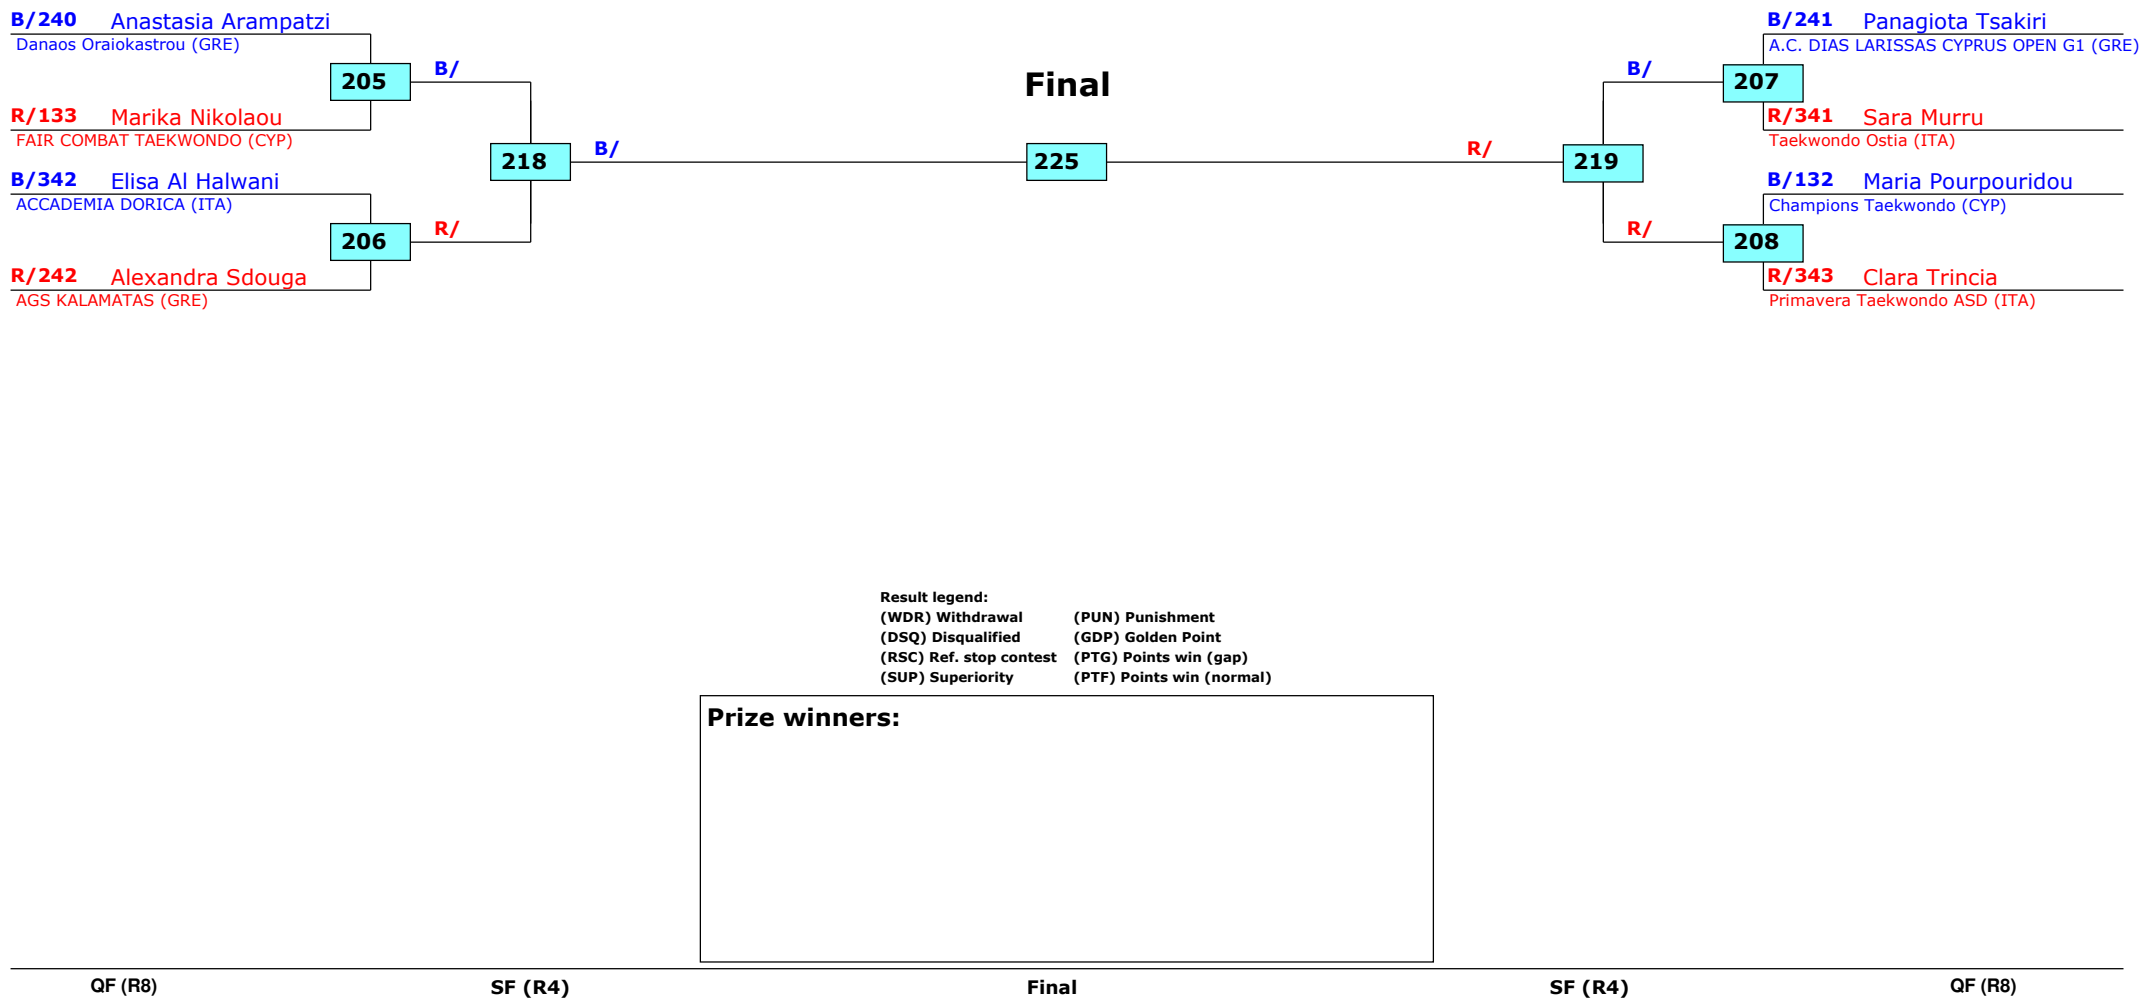 B/240 Anastasia Arampatzi
Danaos Oraiokastrou (GRE)
205
B/
R/133 Marika Nikolaou
FAIR COMBAT TAEKWONDO (CYP)
218
B/
B/342 Elisa Al Halwani
ACCADEMIA DORICA (ITA)
206
R/
R/242 Alexandra Sdouga
AGS KALAMATAS (GRE)
Final
225
B/241 Panagiota Tsakiri
A.C. DIAS LARISSAS CYPRUS OPEN G1 (GRE)
B/
207
R/341 Sara Murru
Taekwondo Ostia (ITA)
R/
219
B/132 Maria Pourpouridou
Champions Taekwondo (CYP)
R/
208
R/343 Clara Trincia
Primavera Taekwondo ASD (ITA)
Result legend:
(WDR) Withdrawal (PUN) Punishment
(DSQ) Disqualified (GDP) Golden Point
(RSC) Ref. stop contest (PTG) Points win (gap)
(SUP) Superiority (PTF) Points win (normal)
Prize winners:
QF (R8) SF (R4) Final SF (R4) QF (R8)